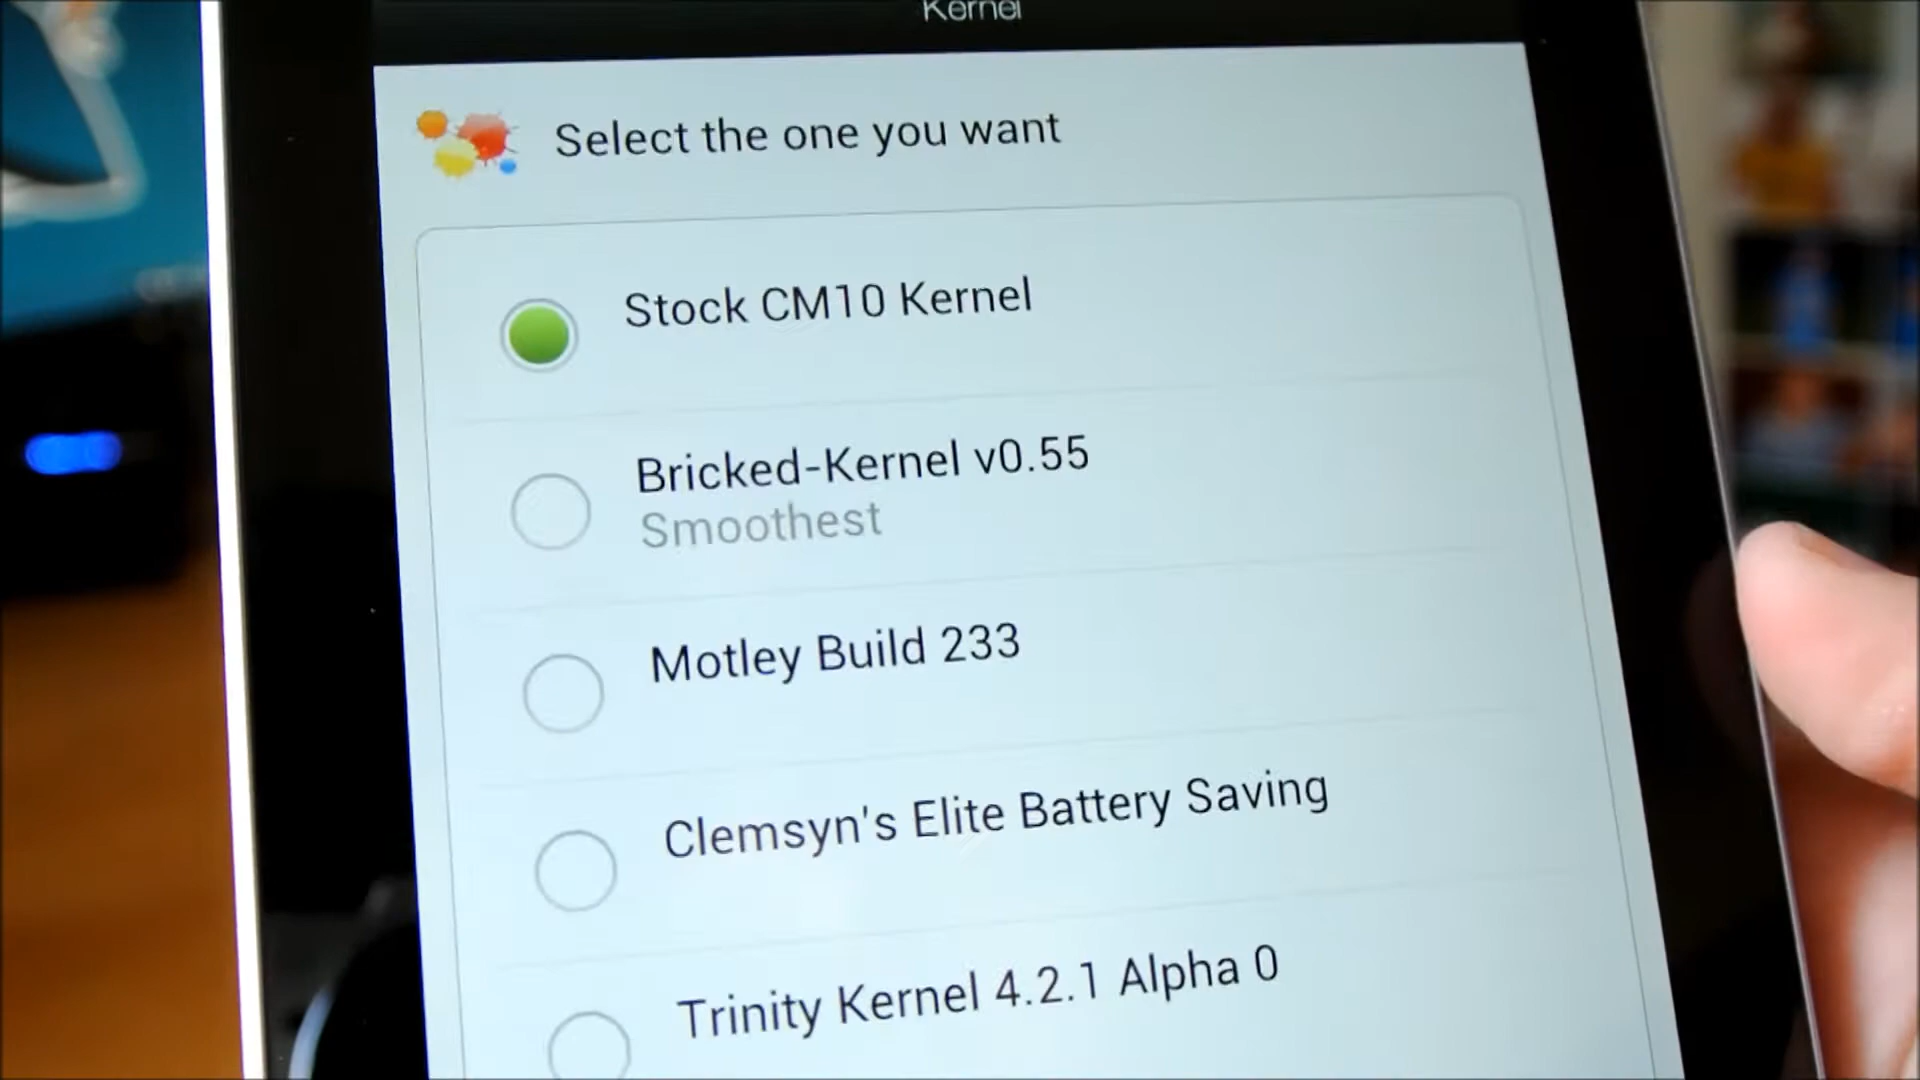 Kernel
Select the one you want
Stock CM10 Kernel
Bricked-Kernel v0.55
Smoothest
Motley Build 233
Clemsyn's Elite Battery Saving
Trinity Kernel 4.2.1 Alpha 0